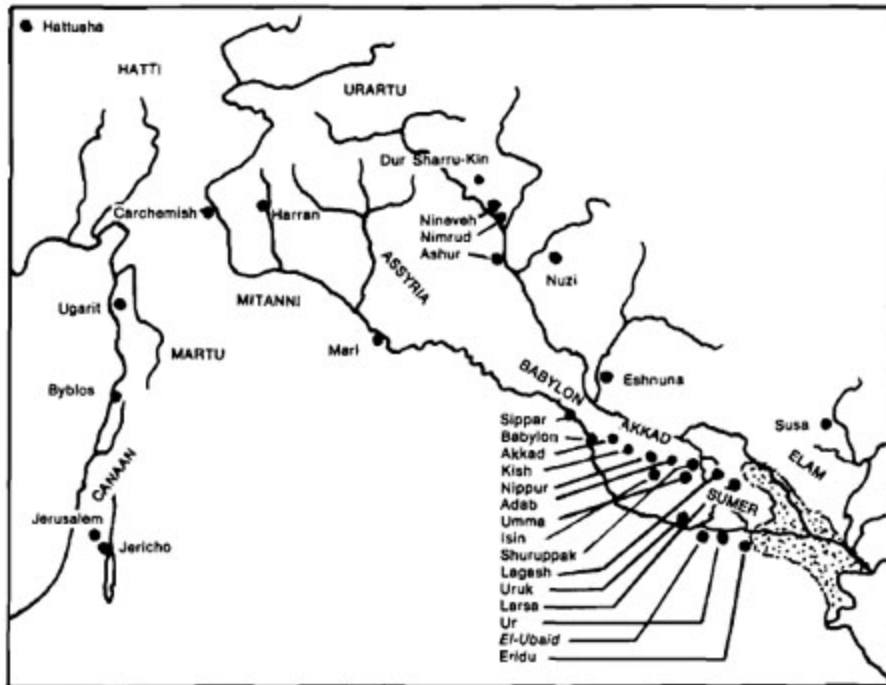 Hattusha
HATTI
URARTU
Dur Sharru-Kin
Carchemish
Harran
Nineveh
Nimrud
Ashur
ASSYRIA
Nuzi
MITANNI
Ugarit
MARTU
Mari
Byblos
BABYLON
Eshnuna
Sippar
AKKAD
Susa
Babylon
ELAM
Akkad
Kish
CANAAN
Nippur
Adab
SUMER
Umma
Jerusalem
Isin
Jericho
Shuruppak
Lagash
Uruk
Larsa
Ur
El-Ubaid
Eridu